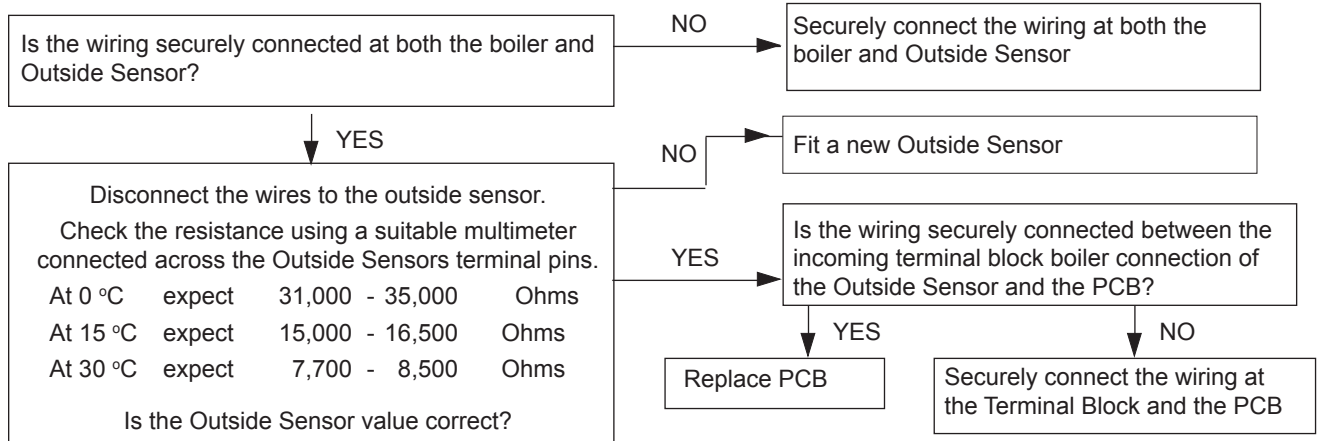 Is the wiring securely connected at both the boiler and
Outside Sensor?
NO
Securely connect the wiring at both the
boiler and Outside Sensor
YES
Disconnect the wires to the outside sensor.
Check the resistance using a suitable multimeter
connected across the Outside Sensors terminal pins.
At 0 °C expect 31,000 - 35,000 Ohms
At 15 °C expect 15,000 - 16,500 Ohms
At 30 °C expect 7,700 - 8,500 Ohms
Is the Outside Sensor value correct?
NO
Fit a new Outside Sensor
YES
Is the wiring securely connected between the
incoming terminal block boiler connection of
the Outside Sensor and the PCB?
YES
Replace PCB
NO
Securely connect the wiring at
the Terminal Block and the PCB